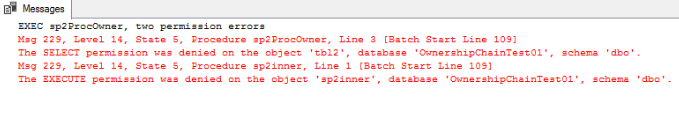 Messages
EXEC sp2ProcOwner, two permission errors
Msg 229, Level 14, State 5, Procedure sp2ProcOwner, Line 3 [Batch Start Line 109]
The SELECT permission was denied on the object 'tbl2', database 'OwnershipChainTest01', schema 'dbo'.
Msg 229, Level 14, State 5, Procedure sp2inner, Line 1 [Batch Start Line 109]
The EXECUTE permission was denied on the object 'sp2inner', database 'OwnershipChainTest01', schema 'dbo'.